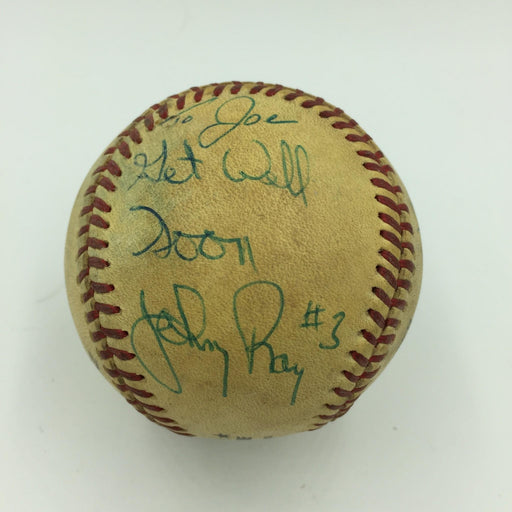 To Joe
Get Well
Soon
Johnny Ray #3